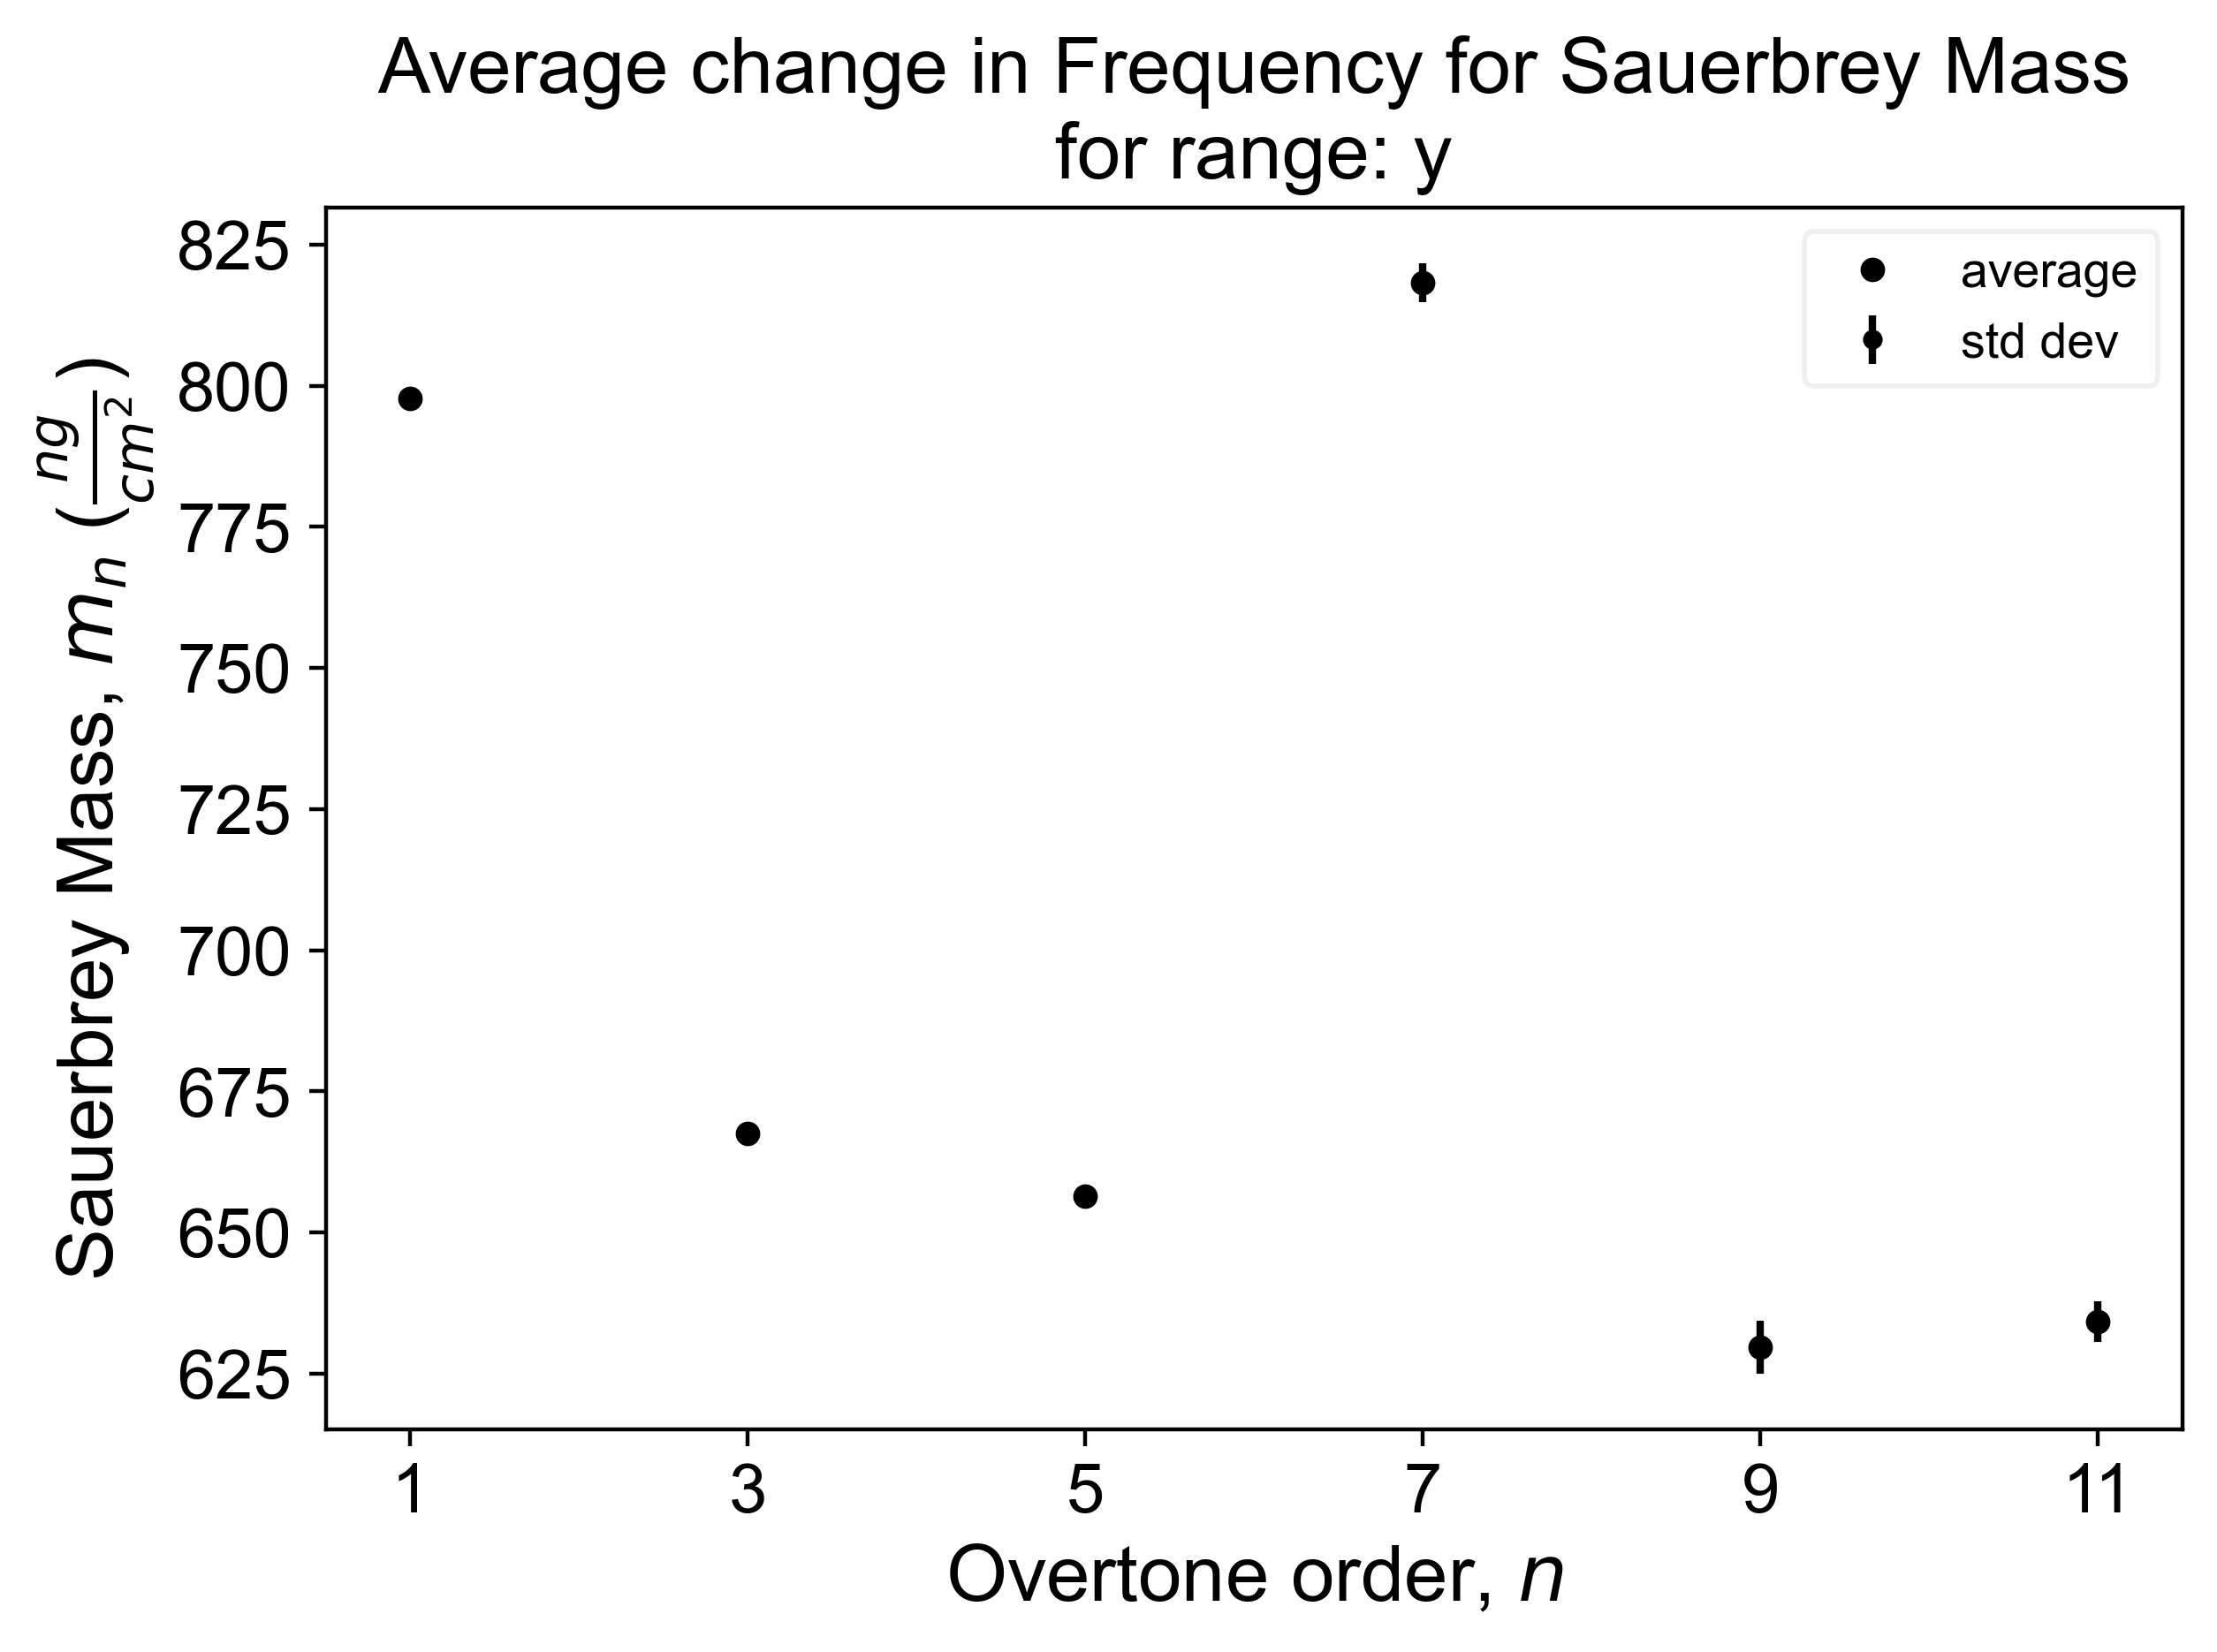 Average change in Frequency for Sauerbrey Mass
for range: y
825
800
775
750
725
700
675
650
625
Sauerbrey Mass, mₙ (ng/cm²)
average
std dev
1 3 5 7 9 11
Overtone order, n